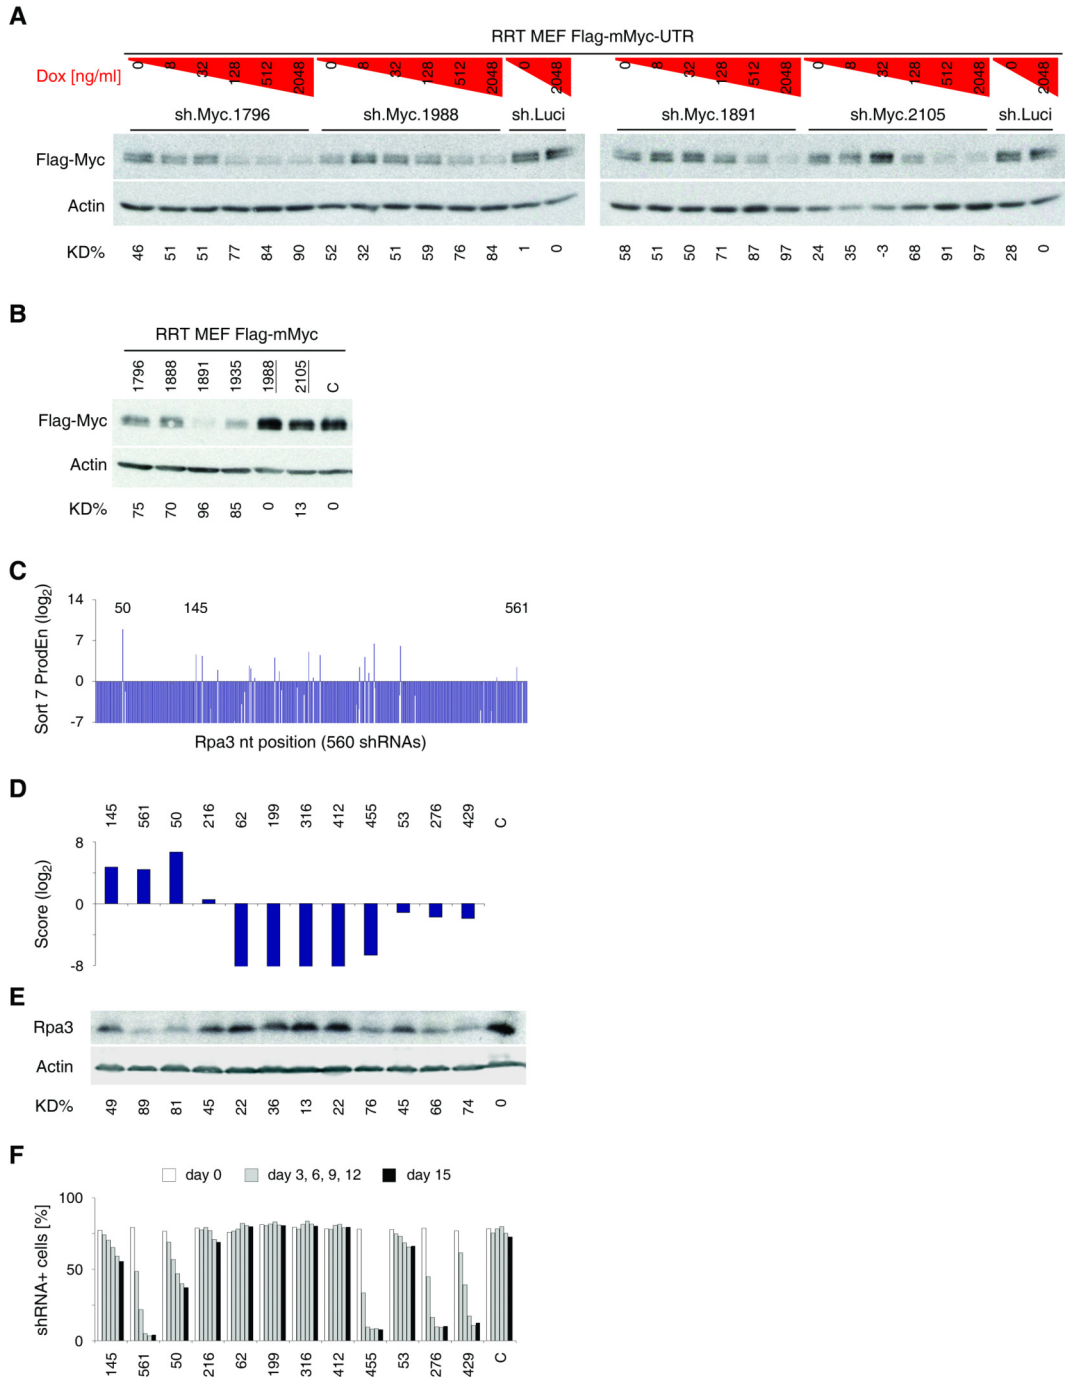 A
RRT MEF Flag-mMyc-UTR
Dox [ng/ml] 0 8 32 128 512 2048 0 8 32 128 512 2048 0 2048 0 8 32 128 512 2048 0 8 32 128 512 2048 0 2048
sh.Myc.1796 sh.Myc.1988 sh.Luci sh.Myc.1891 sh.Myc.2105 sh.Luci
Flag-Myc
Actin
KD% 46 51 51 77 84 90 52 32 51 59 76 84 1 0 58 51 50 71 87 97 24 35 -3 68 91 97 28 0
B
RRT MEF Flag-mMyc
1796 1888 1891 1935 1988 2105 C
Flag-Myc
Actin
KD% 75 70 96 85 0 13 0
C
Sort 7 ProdEn (log2)
14
7
0
-7
50 145 561
Rpa3 nt position (560 shRNAs)
D
145 561 50 216 62 199 316 412 455 53 276 429 C
Score (log2)
8
0
-8
E
Rpa3
Actin
KD% 49 89 81 45 22 36 13 22 76 45 66 74 0
F
day 0 day 3, 6, 9, 12 day 15
shRNA+ cells [%]
100
50
0
145 561 50 216 62 199 316 412 455 53 276 429 C